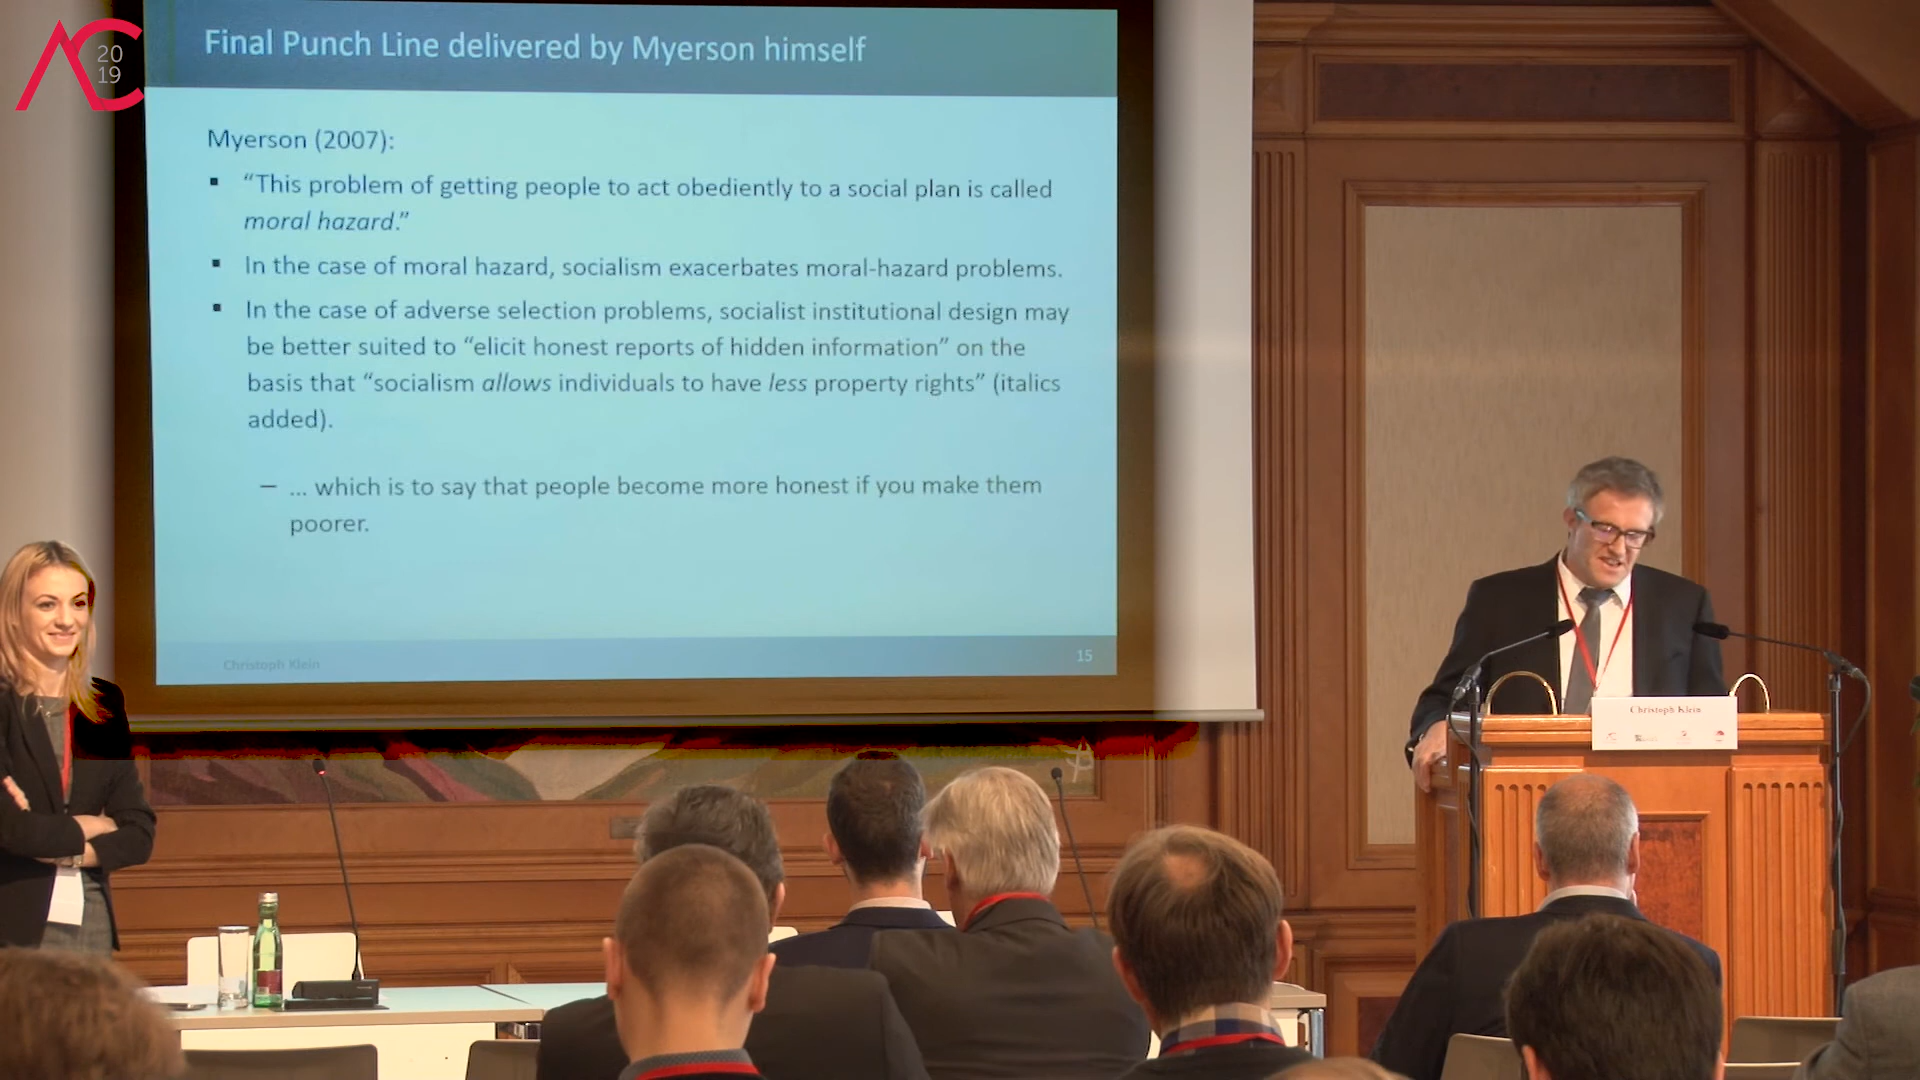 20
19
Final Punch Line delivered by Myerson himself
Myerson (2007):
▪ “This problem of getting people to act obediently to a social plan is called
moral hazard.”
▪ In the case of moral hazard, socialism exacerbates moral-hazard problems.
▪ In the case of adverse selection problems, socialist institutional design may
be better suited to “elicit honest reports of hidden information” on the
basis that “socialism allows individuals to have less property rights” (italics
added).
– ... which is to say that people become more honest if you make them
poorer.
Christoph Klein
15
Christoph Klein